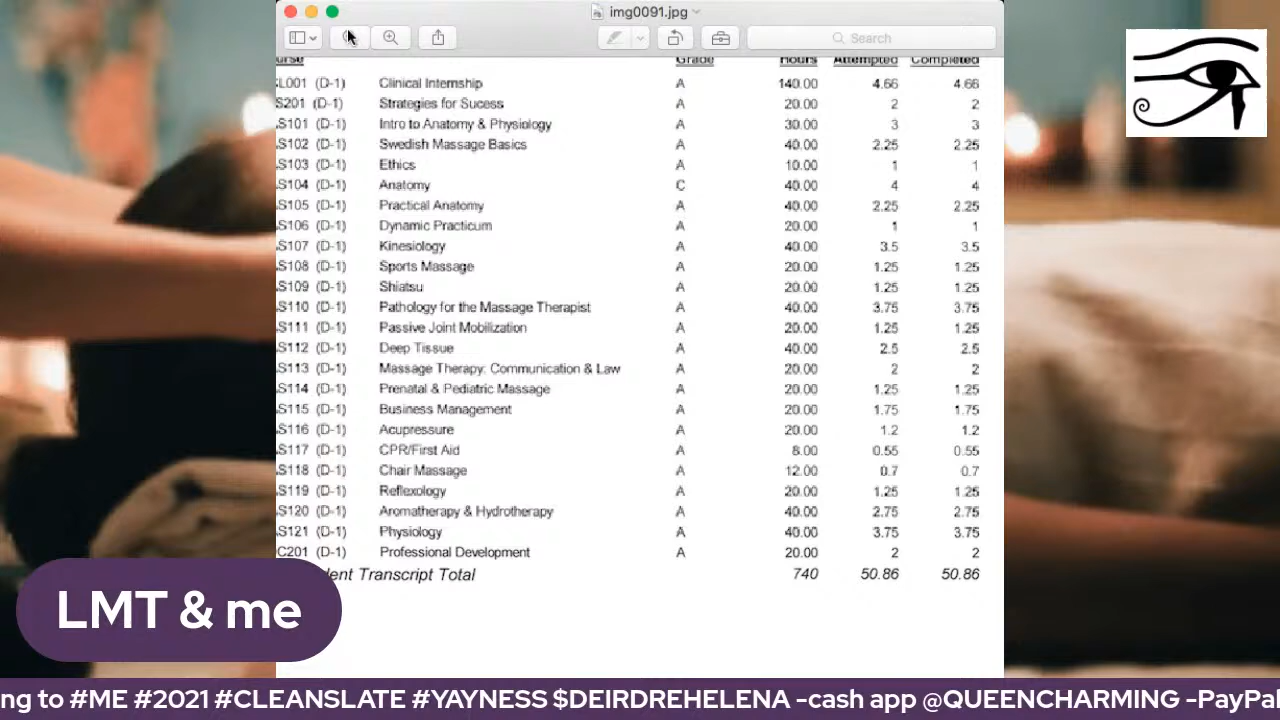 img0091.jpg
Search
urse Grade Hours Attempted Completed
L001 (D-1) Clinical Internship A 140.00 4.66 4.66
S201 (D-1) Strategies for Sucess A 20.00 2 2
S101 (D-1) Intro to Anatomy & Physiology A 30.00 3 3
S102 (D-1) Swedish Massage Basics A 40.00 2.25 2.25
S103 (D-1) Ethics A 10.00 1 1
S104 (D-1) Anatomy C 40.00 4 4
S105 (D-1) Practical Anatomy A 40.00 2.25 2.25
S106 (D-1) Dynamic Practicum A 20.00 1 1
S107 (D-1) Kinesiology A 40.00 3.5 3.5
S108 (D-1) Sports Massage A 20.00 1.25 1.25
S109 (D-1) Shiatsu A 20.00 1.25 1.25
S110 (D-1) Pathology for the Massage Therapist A 40.00 3.75 3.75
S111 (D-1) Passive Joint Mobilization A 20.00 1.25 1.25
S112 (D-1) Deep Tissue A 40.00 2.5 2.5
S113 (D-1) Massage Therapy: Communication & Law A 20.00 2 2
S114 (D-1) Prenatal & Pediatric Massage A 20.00 1.25 1.25
S115 (D-1) Business Management A 20.00 1.75 1.75
S116 (D-1) Acupressure A 20.00 1.2 1.2
S117 (D-1) CPR/First Aid A 8.00 0.55 0.55
S118 (D-1) Chair Massage A 12.00 0.7 0.7
S119 (D-1) Reflexology A 20.00 1.25 1.25
S120 (D-1) Aromatherapy & Hydrotherapy A 40.00 2.75 2.75
S121 (D-1) Physiology A 40.00 3.75 3.75
C201 (D-1) Professional Development A 20.00 2 2
dent Transcript Total 740 50.86 50.86
LMT & me
ng to #ME #2021 #CLEANSLATE #YAYNESS $DEIRDREHELENA -cash app @QUEENCHARMING -PayPal